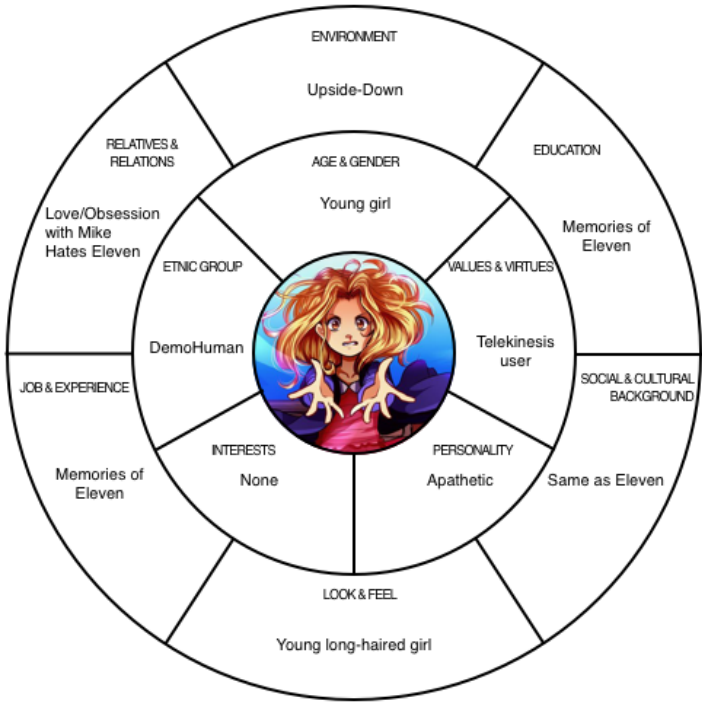 ENVIRONMENT
Upside-Down
RELATIVES &
RELATIONS
Love/Obsession
with Mike
Hates Eleven
EDUCATION
Memories of
Eleven
AGE & GENDER
Young girl
ETNIC GROUP
DemoHuman
VALUES & VIRTUES
Telekinesis
user
JOB & EXPERIENCE
Memories of
Eleven
SOCIAL & CULTURAL
BACKGROUND
Same as Eleven
INTERESTS
None
PERSONALITY
Apathetic
LOOK & FEEL
Young long-haired girl